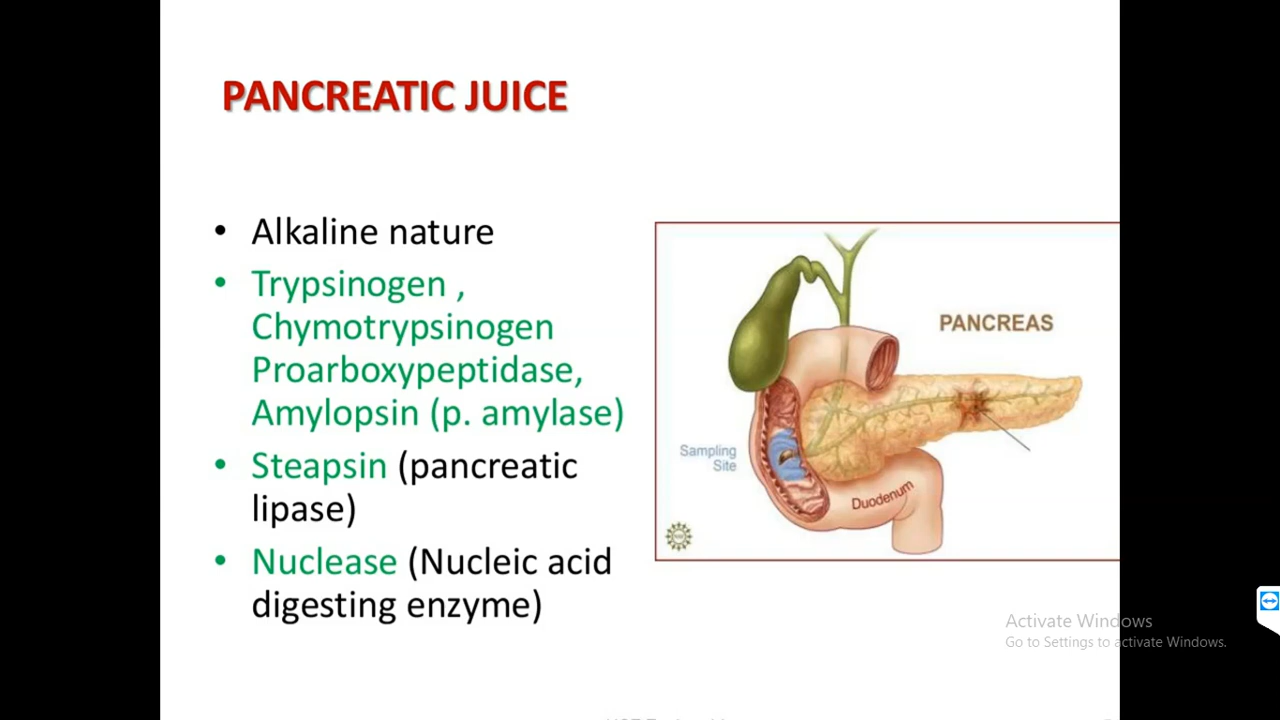 PANCREATIC JUICE
• Alkaline nature
• Trypsinogen ,
Chymotrypsinogen
Proarboxypeptidase,
Amylopsin (p. amylase)
• Steapsin (pancreatic
lipase)
• Nuclease (Nucleic acid
digesting enzyme)
PANCREAS
Sampling
Site
Duodenum
Activate Windows
Go to Settings to activate Windows.